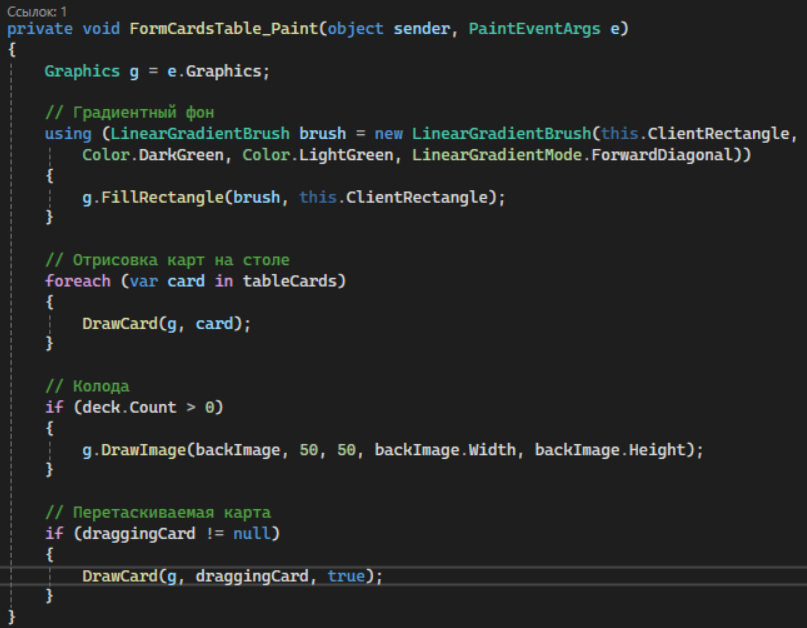 Ссылок: 1
private void FormCardsTable_Paint(object sender, PaintEventArgs e)
{
    Graphics g = e.Graphics;

    // Градиентный фон
    using (LinearGradientBrush brush = new LinearGradientBrush(this.ClientRectangle,
        Color.DarkGreen, Color.LightGreen, LinearGradientMode.ForwardDiagonal))
    {
        g.FillRectangle(brush, this.ClientRectangle);
    }

    // Отрисовка карт на столе
    foreach (var card in tableCards)
    {
        DrawCard(g, card);
    }

    // Колода
    if (deck.Count > 0)
    {
        g.DrawImage(backImage, 50, 50, backImage.Width, backImage.Height);
    }

    // Перетаскиваемая карта
    if (draggingCard != null)
    {
        DrawCard(g, draggingCard, true);
    }
}